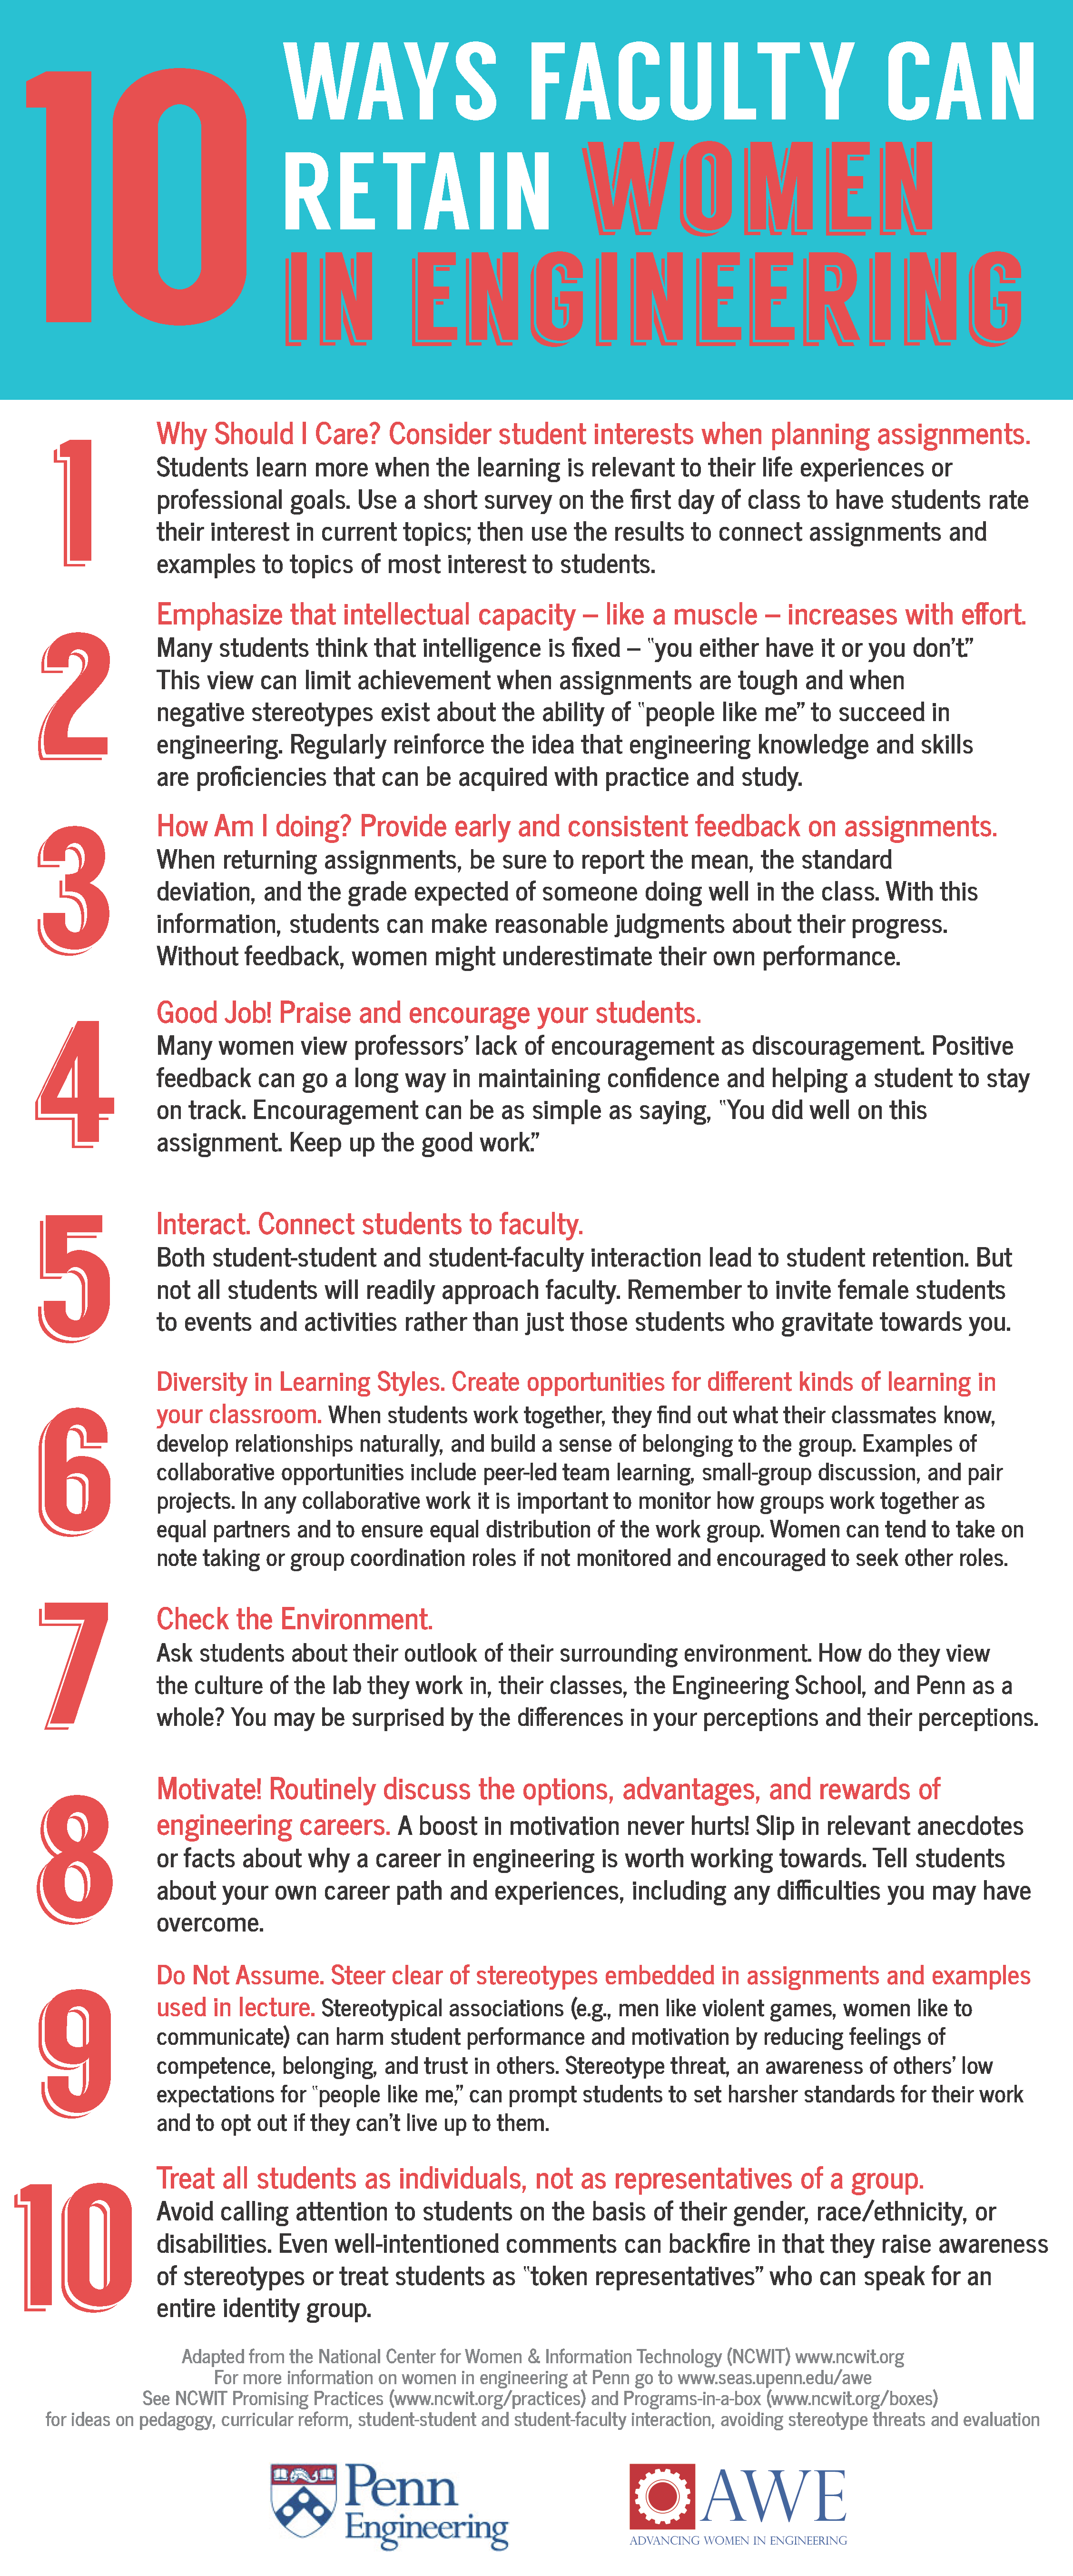 10
WAYS FACULTY CAN
RETAIN WOMEN
IN ENGINEERING
1
Why Should I Care? Consider student interests when planning assignments.
Students learn more when the learning is relevant to their life experiences or
professional goals. Use a short survey on the first day of class to have students rate
their interest in current topics; then use the results to connect assignments and
examples to topics of most interest to students.
2
Emphasize that intellectual capacity – like a muscle – increases with effort.
Many students think that intelligence is fixed – "you either have it or you don't."
This view can limit achievement when assignments are tough and when
negative stereotypes exist about the ability of "people like me" to succeed in
engineering. Regularly reinforce the idea that engineering knowledge and skills
are proficiencies that can be acquired with practice and study.
3
How Am I doing? Provide early and consistent feedback on assignments.
When returning assignments, be sure to report the mean, the standard
deviation, and the grade expected of someone doing well in the class. With this
information, students can make reasonable judgments about their progress.
Without feedback, women might underestimate their own performance.
4
Good Job! Praise and encourage your students.
Many women view professors' lack of encouragement as discouragement. Positive
feedback can go a long way in maintaining confidence and helping a student to stay
on track. Encouragement can be as simple as saying, "You did well on this
assignment. Keep up the good work."
5
Interact. Connect students to faculty.
Both student-student and student-faculty interaction lead to student retention. But
not all students will readily approach faculty. Remember to invite female students
to events and activities rather than just those students who gravitate towards you.
6
Diversity in Learning Styles. Create opportunities for different kinds of learning in
your classroom. When students work together, they find out what their classmates know,
develop relationships naturally, and build a sense of belonging to the group. Examples of
collaborative opportunities include peer-led team learning, small-group discussion, and pair
projects. In any collaborative work it is important to monitor how groups work together as
equal partners and to ensure equal distribution of the work group. Women can tend to take on
note taking or group coordination roles if not monitored and encouraged to seek other roles.
7
Check the Environment.
Ask students about their outlook of their surrounding environment. How do they view
the culture of the lab they work in, their classes, the Engineering School, and Penn as a
whole? You may be surprised by the differences in your perceptions and their perceptions.
8
Motivate! Routinely discuss the options, advantages, and rewards of
engineering careers. A boost in motivation never hurts! Slip in relevant anecdotes
or facts about why a career in engineering is worth working towards. Tell students
about your own career path and experiences, including any difficulties you may have
overcome.
9
Do Not Assume. Steer clear of stereotypes embedded in assignments and examples
used in lecture. Stereotypical associations (e.g., men like violent games, women like to
communicate) can harm student performance and motivation by reducing feelings of
competence, belonging, and trust in others. Stereotype threat, an awareness of others' low
expectations for "people like me," can prompt students to set harsher standards for their work
and to opt out if they can't live up to them.
10
Treat all students as individuals, not as representatives of a group.
Avoid calling attention to students on the basis of their gender, race/ethnicity, or
disabilities. Even well-intentioned comments can backfire in that they raise awareness
of stereotypes or treat students as "token representatives" who can speak for an
entire identity group.
Adapted from the National Center for Women & Information Technology (NCWIT) www.ncwit.org
For more information on women in engineering at Penn go to www.seas.upenn.edu/awe
See NCWIT Promising Practices (www.ncwit.org/practices) and Programs-in-a-box (www.ncwit.org/boxes)
for ideas on pedagogy, curricular reform, student-student and student-faculty interaction, avoiding stereotype threats and evaluation
Penn
Engineering
AWE
ADVANCING WOMEN IN ENGINEERING